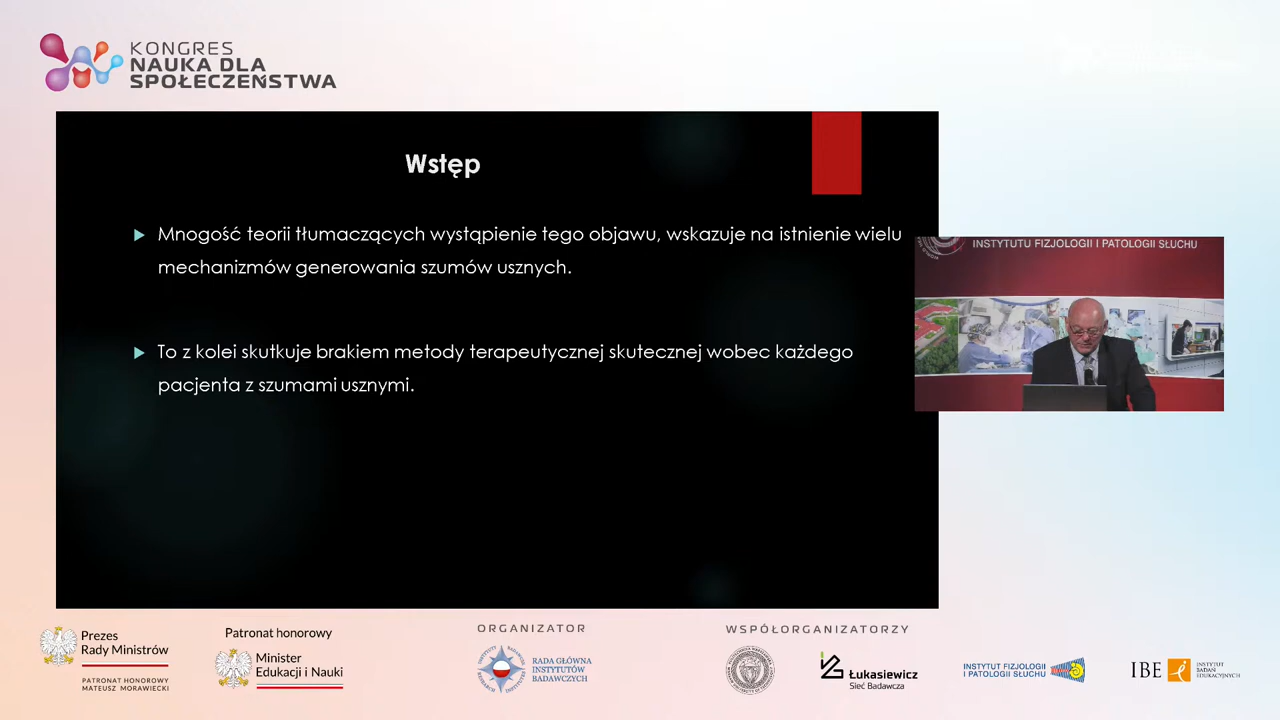 KONGRES
NAUKA DLA
SPOŁECZEŃSTWA
Wstęp
Mnogość teorii tłumaczących wystąpienie tego objawu, wskazuje na istnienie wielu
mechanizmów generowania szumów usznych.
To z kolei skutkuje brakiem metody terapeutycznej skutecznej wobec każdego
pacjenta z szumami usznymi.
INSTYTUTU FIZJOLOGII I PATOLOGII SŁUCHU
Prezes
Rady Ministrów
PATRONAT HONOROWY
MATEUSZ MORAWIECKI
Patronat honorowy
Minister
Edukacji i Nauki
ORGANIZATOR
RADA GŁÓWNA
INSTYTUTÓW
BADAWCZYCH
WSPÓŁORGANIZATORZY
Łukasiewicz
Sieć Badawcza
INSTYTUT FIZJOLOGII
I PATOLOGII SŁUCHU
IBE
INSTYTUT
BADAŃ
EDUKACYJNYCH